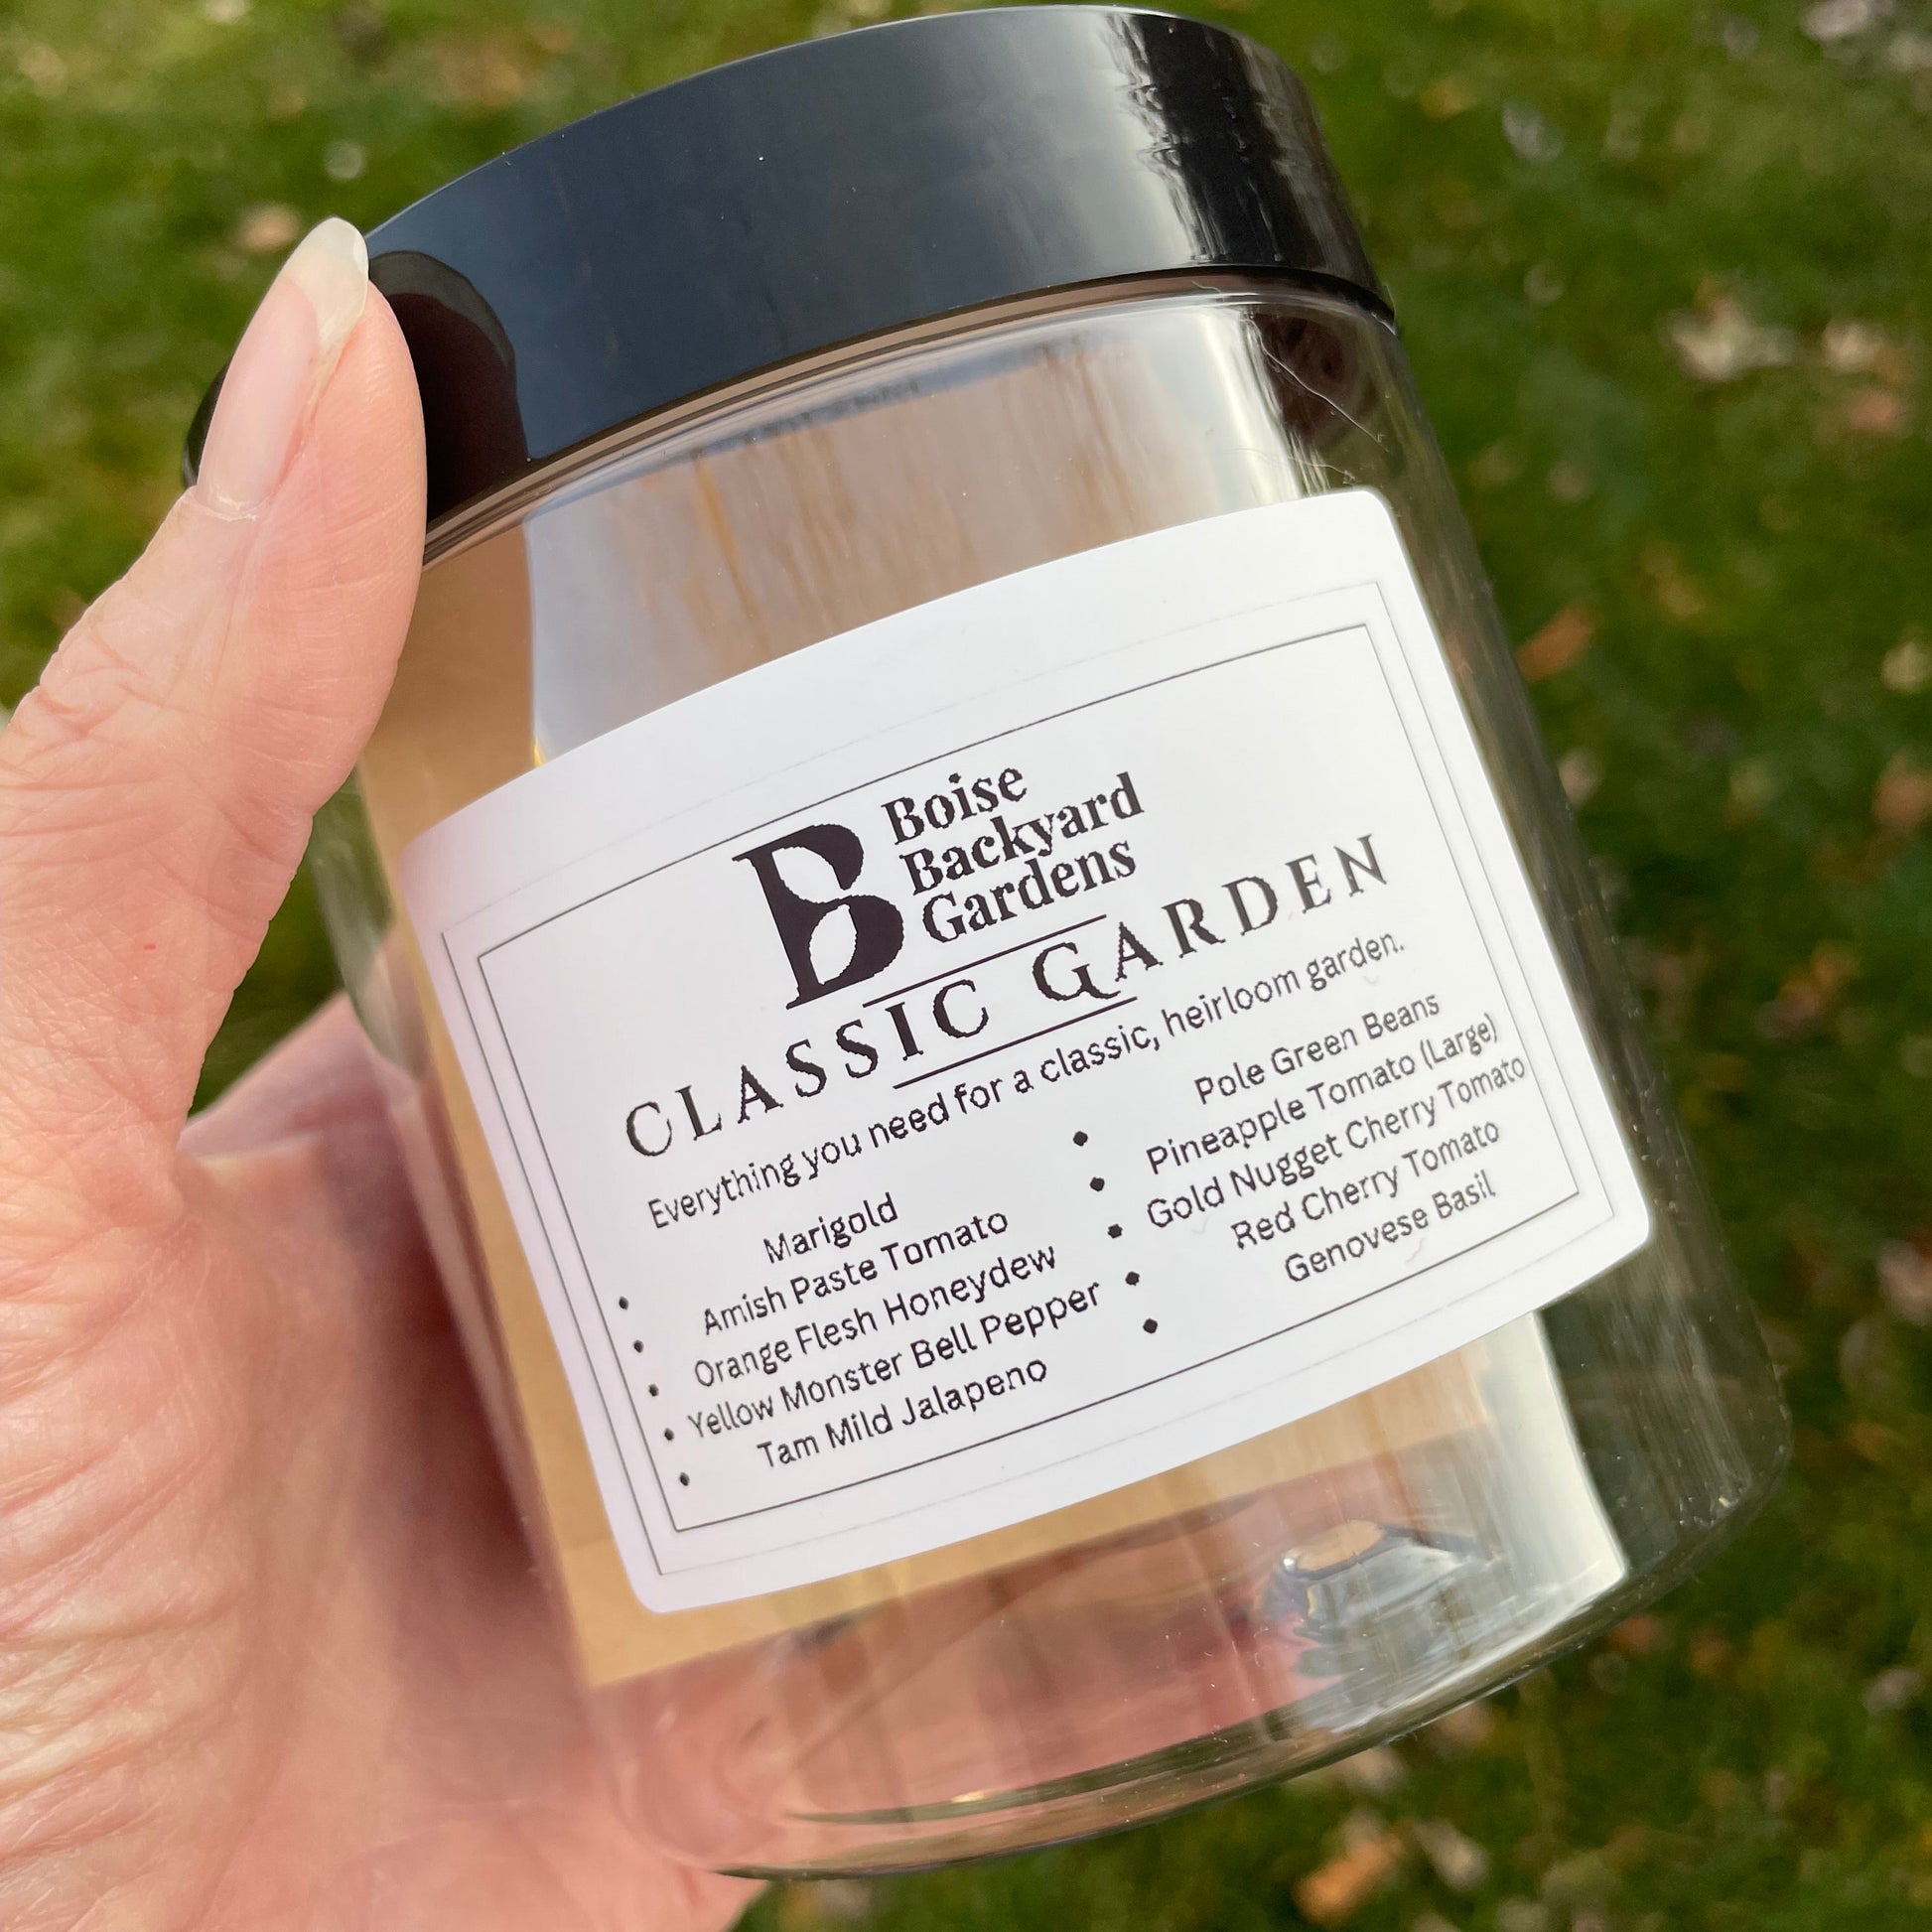 B
Boise
Backyard
Gardens
CLASSIC GARDEN
Everything you need for a classic, heirloom garden.
• Marigold
• Amish Paste Tomato
• Orange Flesh Honeydew
• Yellow Monster Bell Pepper
• Tam Mild Jalapeno
• Pole Green Beans
• Pineapple Tomato (Large)
• Gold Nugget Cherry Tomato
• Red Cherry Tomato
• Genovese Basil